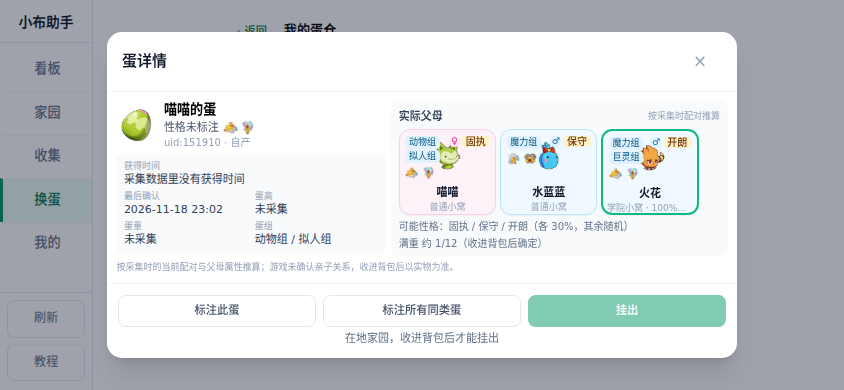 小布助手
看板
家园
收集
换蛋
我的
刷新
教程
返回
我的蛋仓
蛋详情
喵喵的蛋
性格未标注
uid:151910 · 自产
获得时间
采集数据里没有获得时间
最后确认
2026-11-18 23:02
蛋高
未采集
蛋重
未采集
蛋组
动物组 / 拟人组
实际父母
按采集时配对推算
动物组 ♀ 固执
拟人组
喵喵
普通小窝
魔力组 ♂ 保守
水蓝蓝
普通小窝
魔力组 ♂ 开朗
巨灵组
火花
学院小窝 · 100%...
可能性格：固执 / 保守 / 开朗（各 30%，其余随机）
满重 约 1/12（收进背包后确定）
按采集时的当前配对与父母属性推算；游戏未确认亲子关系，收进背包后以实物为准。
标注此蛋
标注所有同类蛋
挂出
在地家园，收进背包后才能挂出